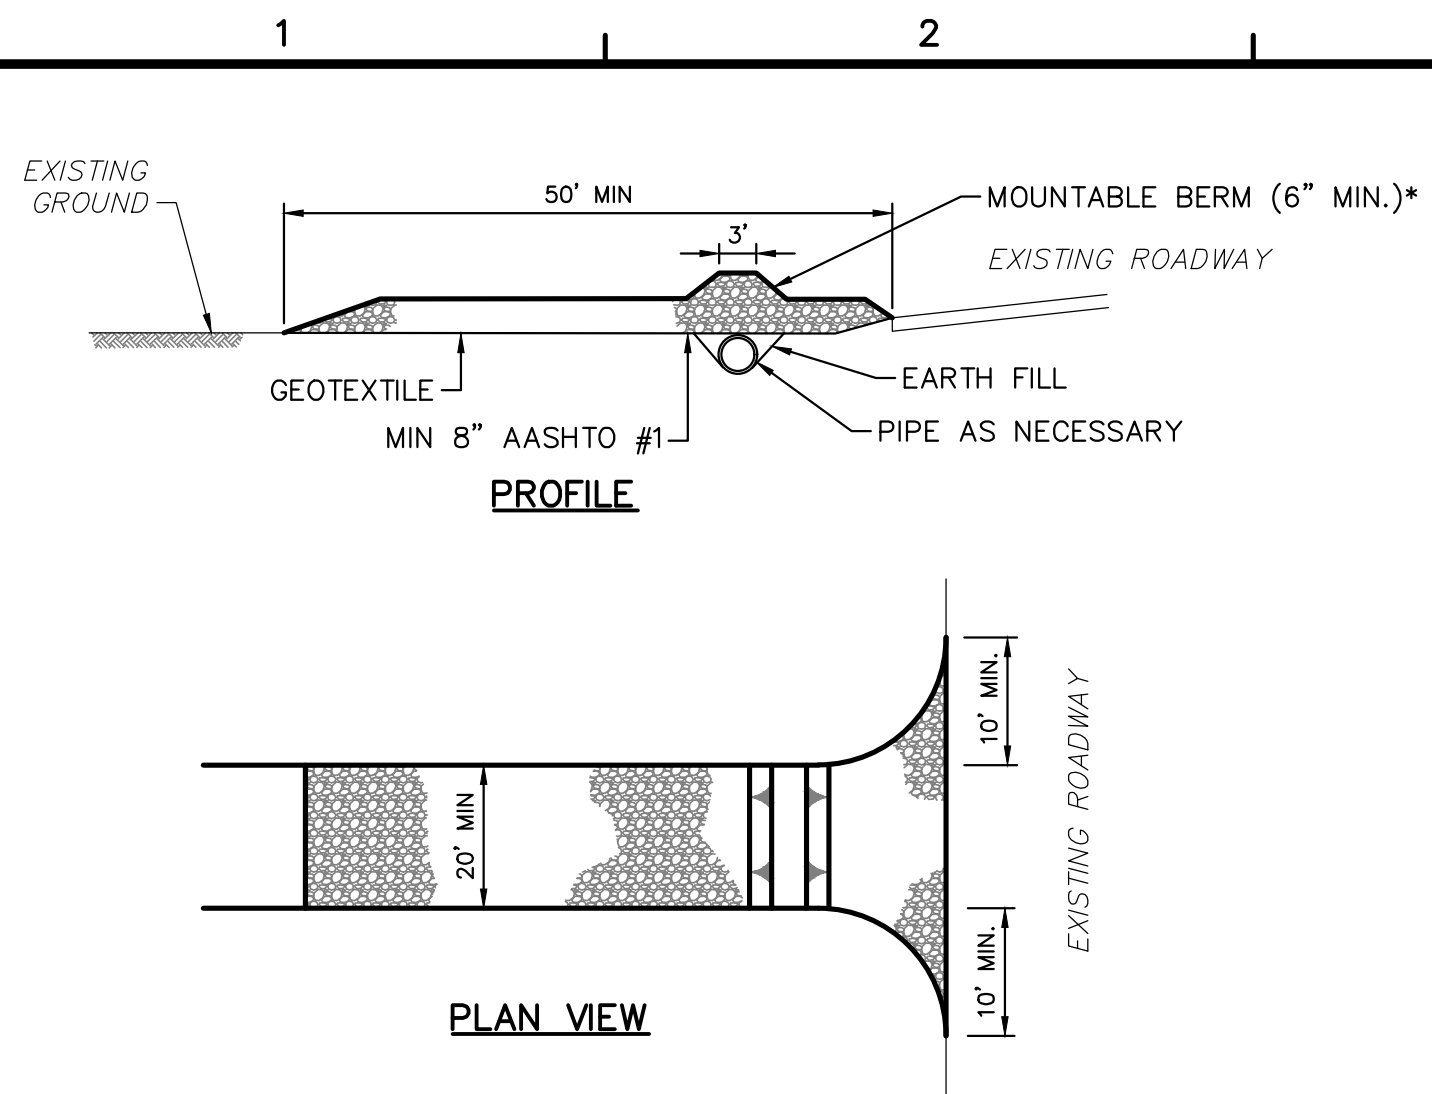 1
2
EXISTING
GROUND
50' MIN
MOUNTABLE BERM (6" MIN.)*
3'
EXISTING ROADWAY
GEOTEXTILE
EARTH FILL
MIN 8" AASHTO #1
PIPE AS NECESSARY
PROFILE
10' MIN.
EXISTING ROADWAY
20' MIN
10' MIN.
PLAN VIEW